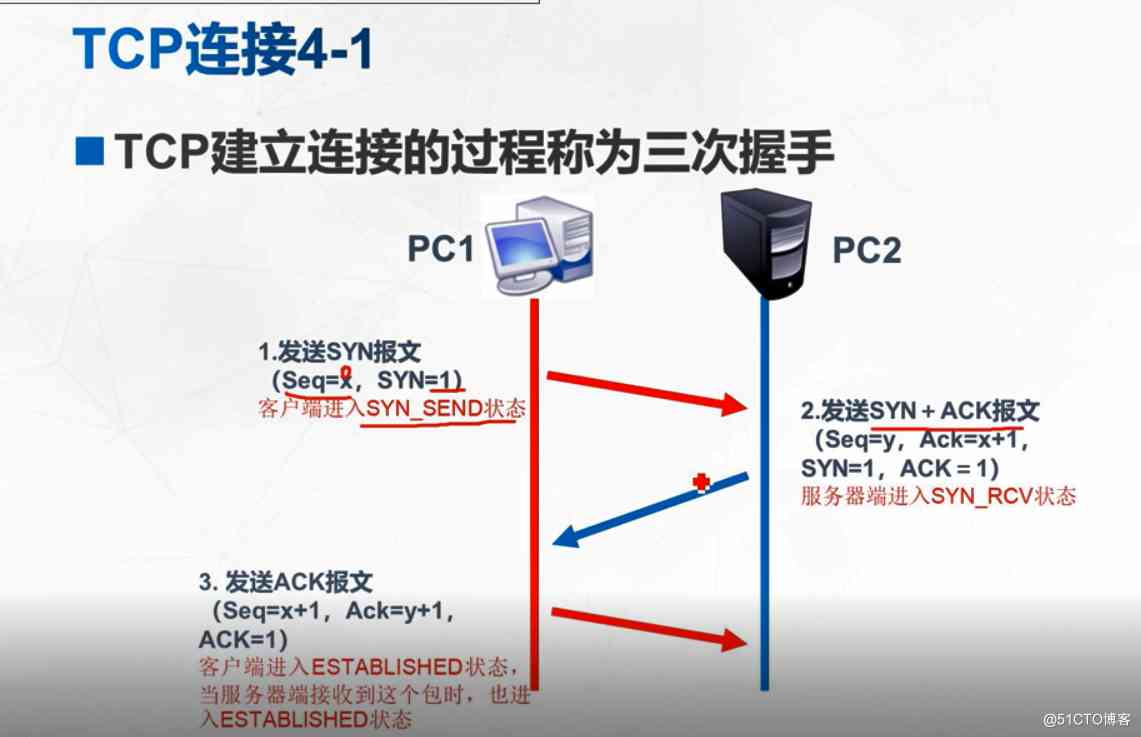 TCP连接4-1
TCP建立连接的过程称为三次握手
PC1
PC2
1.发送SYN报文
（Seq=x，SYN=1）
客户端进入SYN_SEND状态
2.发送SYN＋ACK报文
（Seq=y，Ack=x+1，
SYN=1，ACK＝1）
服务器端进入SYN_RCV状态
3. 发送ACK报文
（Seq=x+1，Ack=y+1，
ACK=1）
客户端进入ESTABLISHED状态，
当服务器端接收到这个包时，也进
入ESTABLISHED状态
@51CTO博客